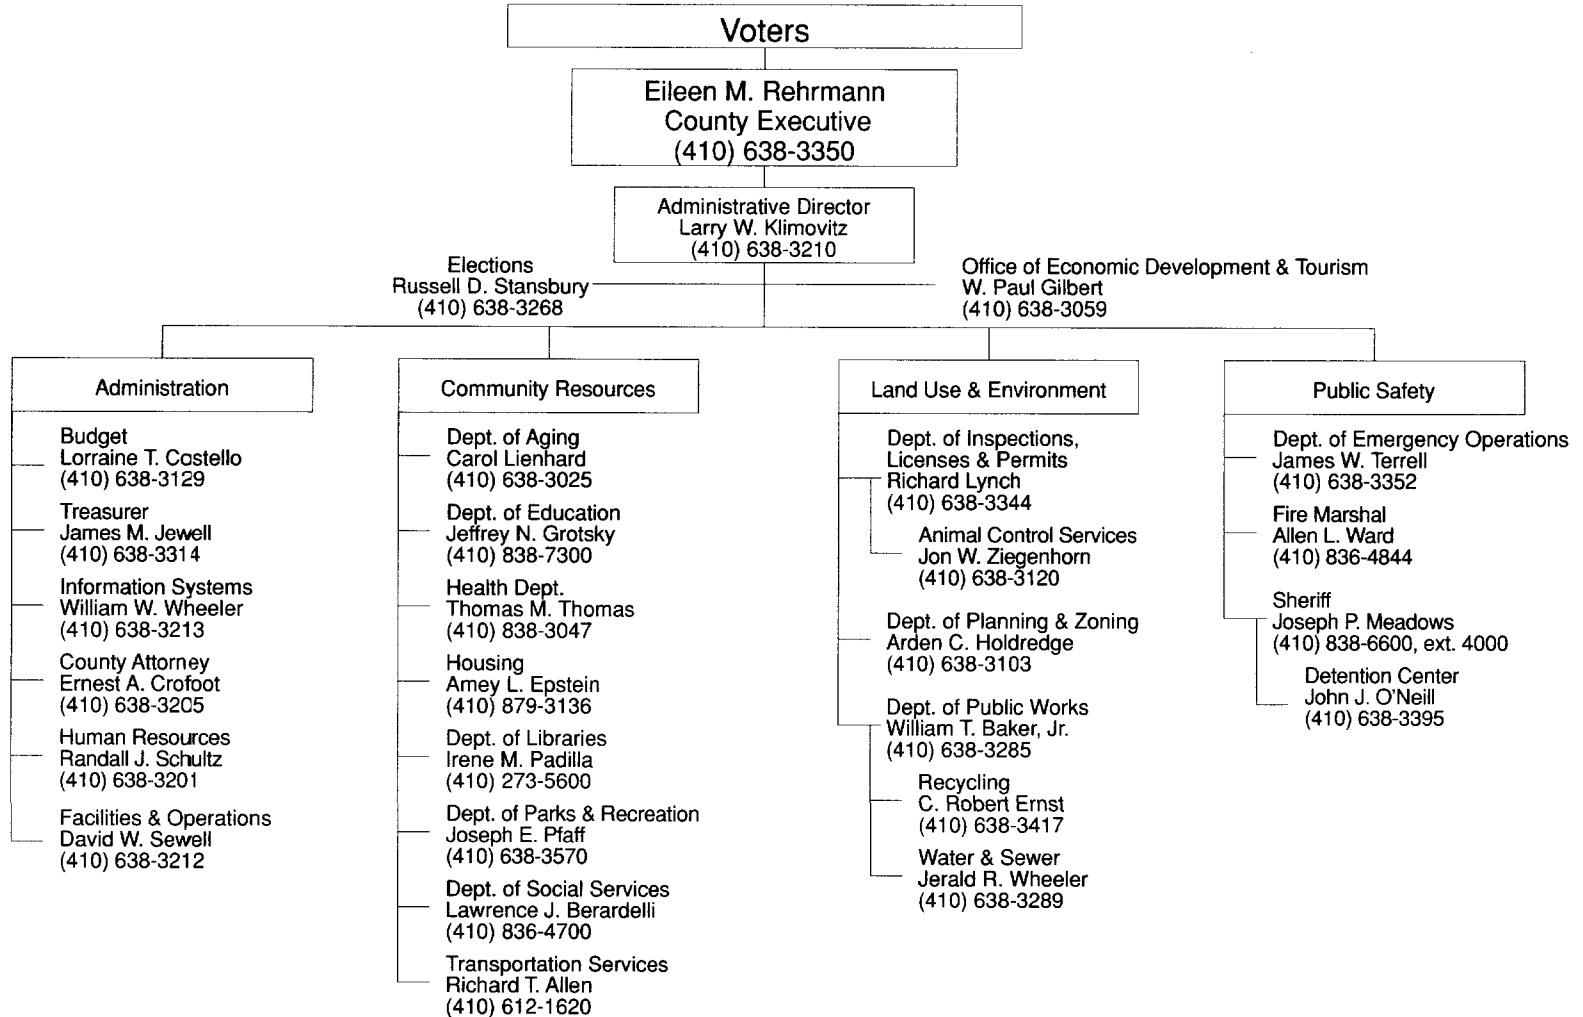 Voters
Eileen M. Rehrmann
County Executive
(410) 638-3350
Administrative Director
Larry W. Klimovitz
(410) 638-3210
Elections
Russell D. Stansbury
(410) 638-3268
Office of Economic Development & Tourism
W. Paul Gilbert
(410) 638-3059
Administration
Budget
Lorraine T. Costello
(410) 638-3129
Treasurer
James M. Jewell
(410) 638-3314
Information Systems
William W. Wheeler
(410) 638-3213
County Attorney
Ernest A. Crofoot
(410) 638-3205
Human Resources
Randall J. Schultz
(410) 638-3201
Facilities & Operations
David W. Sewell
(410) 638-3212
Community Resources
Dept. of Aging
Carol Lienhard
(410) 638-3025
Dept. of Education
Jeffrey N. Grotsky
(410) 838-7300
Health Dept.
Thomas M. Thomas
(410) 838-3047
Housing
Amey L. Epstein
(410) 879-3136
Dept. of Libraries
Irene M. Padilla
(410) 273-5600
Dept. of Parks & Recreation
Joseph E. Pfaff
(410) 638-3570
Dept. of Social Services
Lawrence J. Berardelli
(410) 836-4700
Transportation Services
Richard T. Allen
(410) 612-1620
Land Use & Environment
Dept. of Inspections,
Licenses & Permits
Richard Lynch
(410) 638-3344
Animal Control Services
Jon W. Ziegenhorn
(410) 638-3120
Dept. of Planning & Zoning
Arden C. Holdredge
(410) 638-3103
Dept. of Public Works
William T. Baker, Jr.
(410) 638-3285
Recycling
C. Robert Ernst
(410) 638-3417
Water & Sewer
Jerald R. Wheeler
(410) 638-3289
Public Safety
Dept. of Emergency Operations
James W. Terrell
(410) 638-3352
Fire Marshal
Allen L. Ward
(410) 836-4844
Sheriff
Joseph P. Meadows
(410) 838-6600, ext. 4000
Detention Center
John J. O'Neill
(410) 638-3395